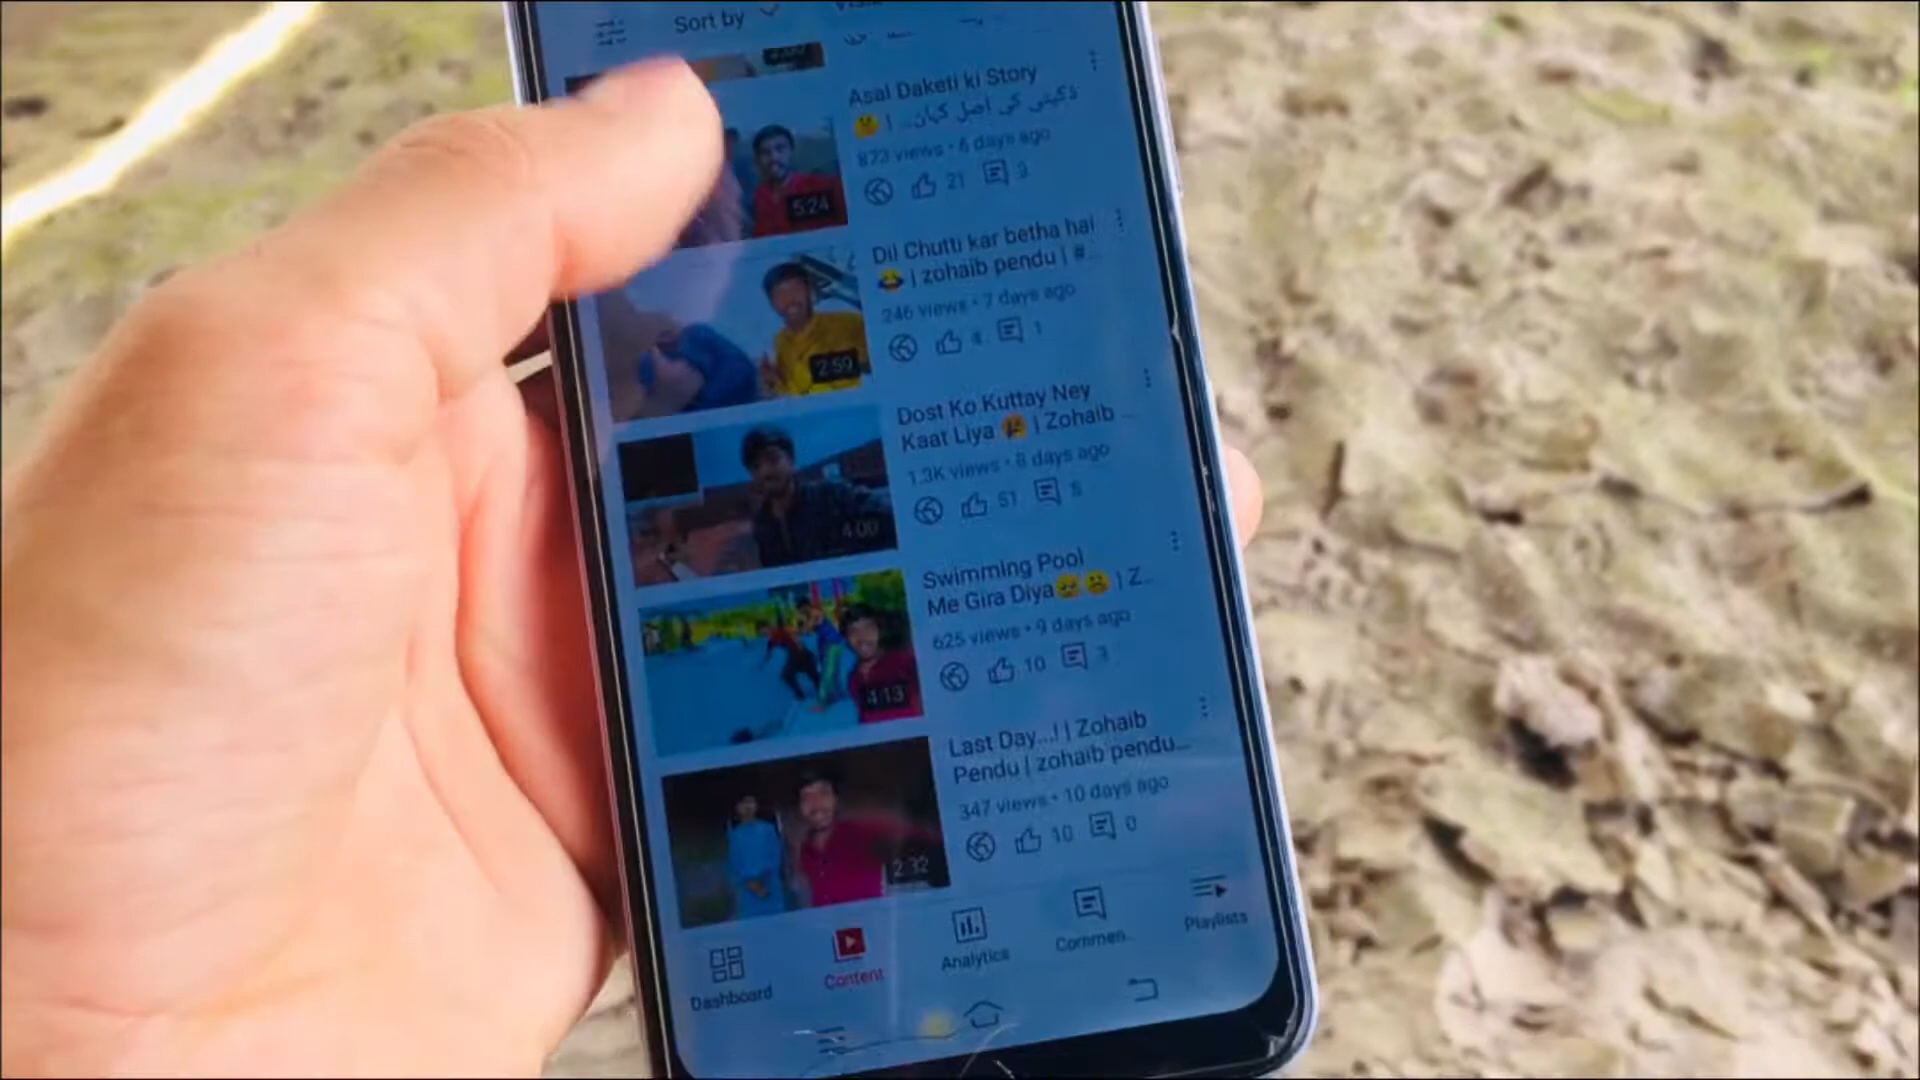 Sort by
Asal Daketi ki Story
ڈکیتی کی اصل کہانی.. |
873 views • 6 days ago
21
5:24
Dil Chutti kar betha hai
😂 | zohaib pendu | #...
246 views • 7 days ago
4
1
2:59
Dost Ko Kuttay Ney
Kaat Liya | Zohaib ...
1.3K views • 8 days ago
51
5
4:00
Swimming Pool
Me Gira Diya🥺☹️ | Z...
625 views • 9 days ago
10
3
4:13
Last Day...! | Zohaib
Pendu | zohaib pendu...
347 views • 10 days ago
10
0
2:32
Dashboard
Content
Analytics
Commen...
Playlists